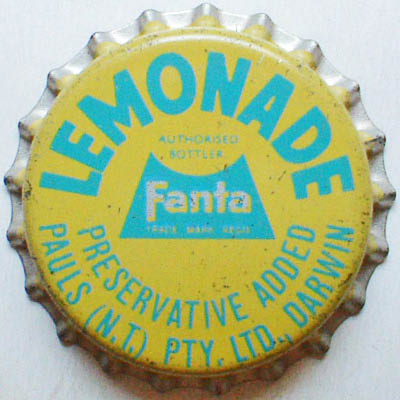 LEMONADE
AUTHORISED
BOTTLER
Fanta
TRADE MARK REGD
PRESERVATIVE ADDED
PAULS (N.T.) PTY. LTD., DARWIN